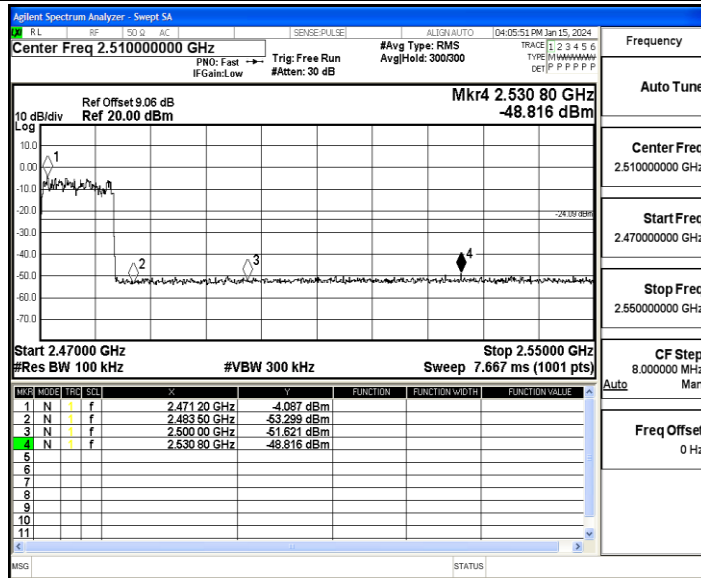 Agilent Spectrum Analyzer - Swept SA
RL RF 50 Ω AC SENSE:PULSE ALIGN AUTO 04:05:51 PM Jan 15, 2024
Center Freq 2.510000000 GHz
PNO: Fast
IFGain:Low
Trig: Free Run
#Atten: 30 dB
#Avg Type: RMS
Avg|Hold: 300/300
TRACE 1 2 3 4 5 6
TYPE M W W W W W
DET P P P P P P
Ref Offset 9.06 dB
Ref 20.00 dBm
Mkr4 2.530 80 GHz
-48.816 dBm
10 dB/div
Log
10.0
0.00
-10.0
-20.0
-30.0
-40.0
-50.0
-60.0
-70.0
1
2
3
4
-24.09 dBm
Start 2.47000 GHz
Stop 2.55000 GHz
#Res BW 100 kHz
#VBW 300 kHz
Sweep 7.667 ms (1001 pts)
MKR MODE TRC SCL X Y FUNCTION FUNCTION WIDTH FUNCTION VALUE
1 N 1 f 2.471 20 GHz -4.087 dBm
2 N 1 f 2.483 50 GHz -53.299 dBm
3 N 1 f 2.500 00 GHz -51.621 dBm
4 N 1 f 2.530 80 GHz -48.816 dBm
5
6
7
8
9
10
11
MSG
STATUS
Frequency
Auto Tune
Center Freq
2.510000000 GHz
Start Freq
2.470000000 GHz
Stop Freq
2.550000000 GHz
CF Step
8.000000 MHz
Auto Man
Freq Offset
0 Hz